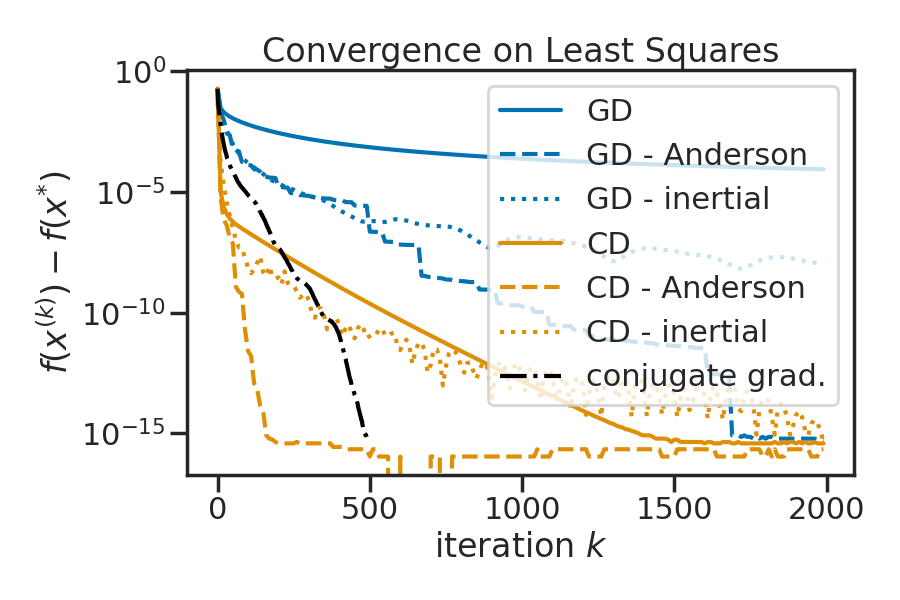 Convergence on Least Squares
f(x^{(k)}) − f(x^*)
10^0
10^{−5}
10^{−10}
10^{−15}
GD
GD - Anderson
GD - inertial
CD
CD - Anderson
CD - inertial
conjugate grad.
0 500 1000 1500 2000
iteration k